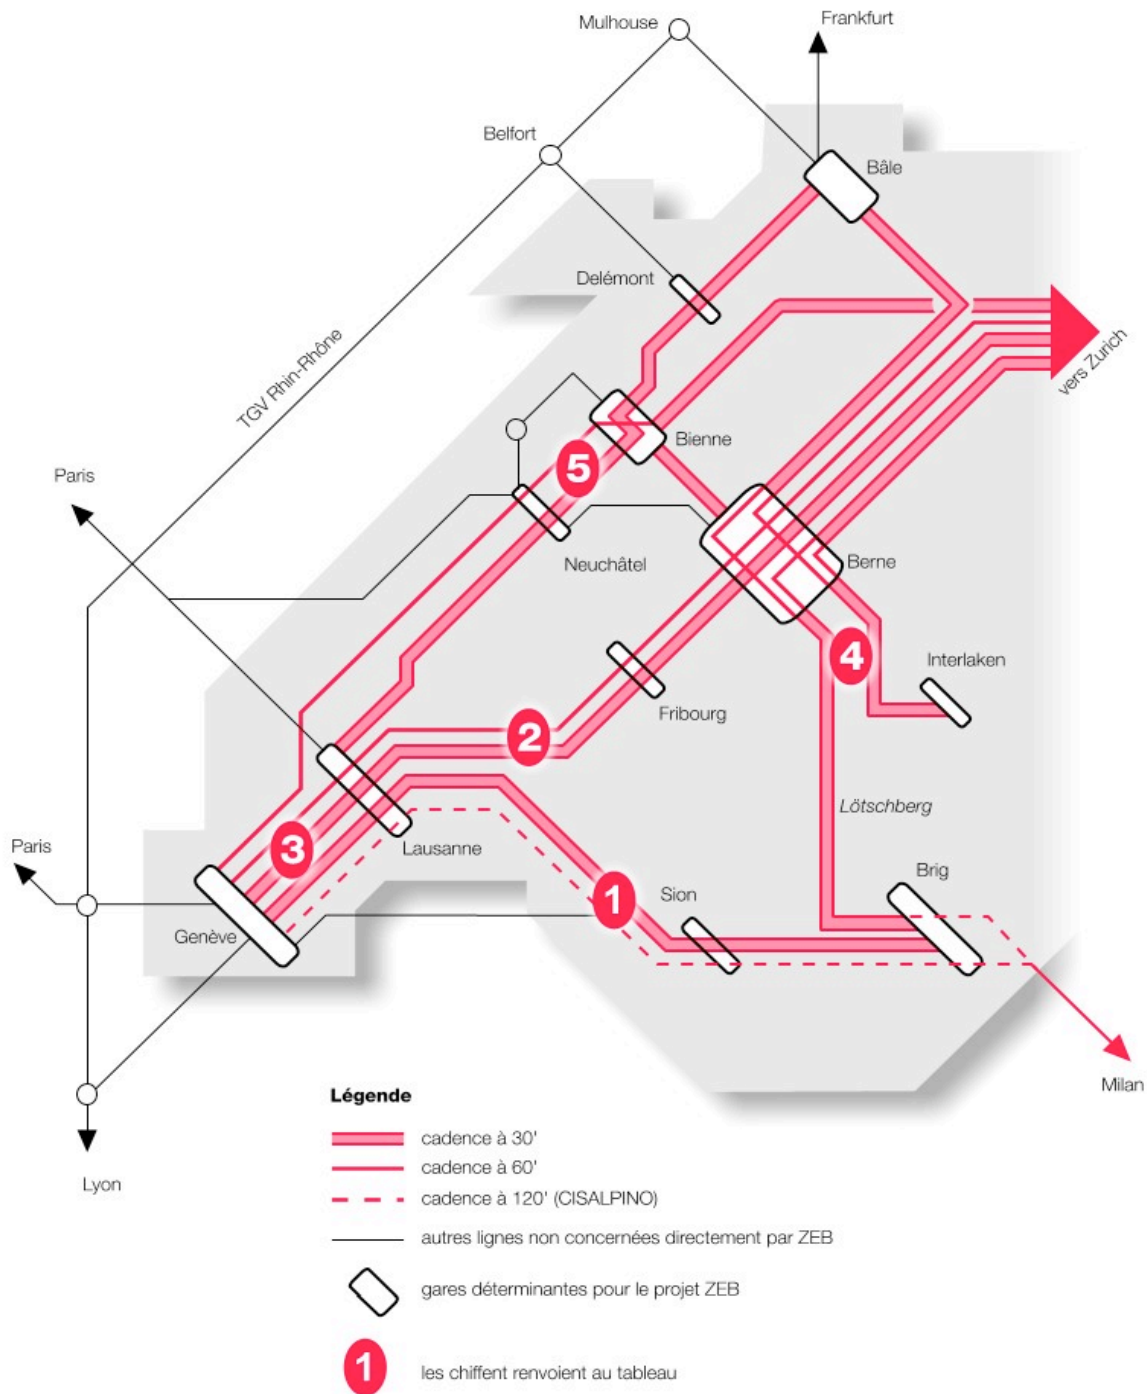 Mulhouse
Frankfurt
Belfort
Bâle
Delémont
TGV Rhin-Rhône
vers Zurich
Bienne
5
Paris
Neuchâtel
Berne
4
Interlaken
Fribourg
2
Lötschberg
3
Lausanne
Paris
Brig
1
Sion
Genève
Milan
Lyon
Légende
cadence à 30'
cadence à 60'
cadence à 120' (CISALPINO)
autres lignes non concernées directement par ZEB
gares déterminantes pour le projet ZEB
1
les chiffent renvoient au tableau